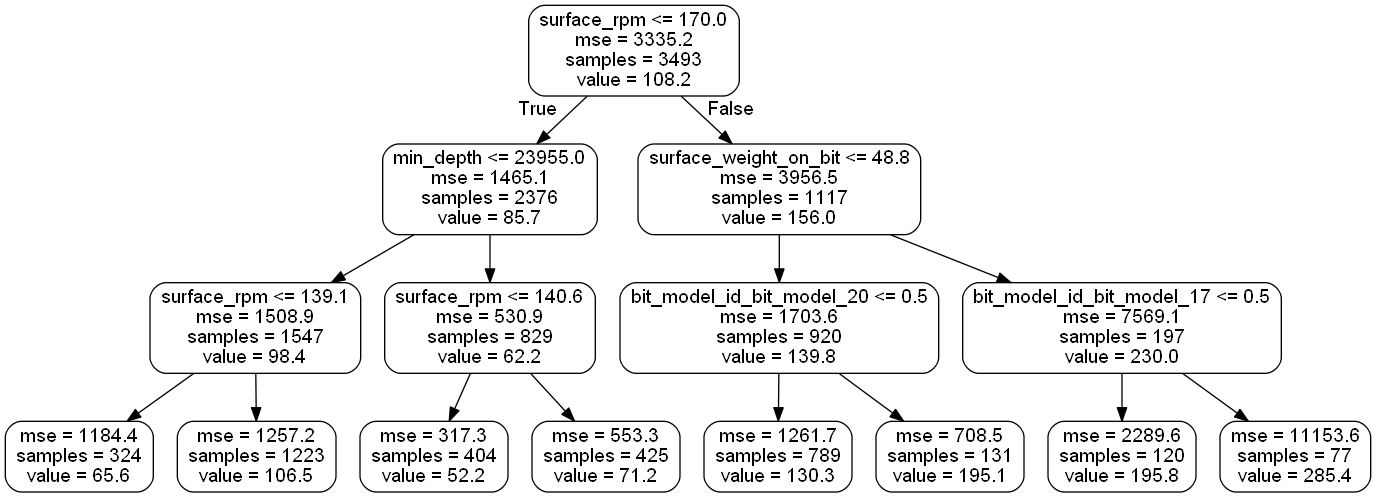 surface_rpm <= 170.0
mse = 3335.2
samples = 3493
value = 108.2
True
False
min_depth <= 23955.0
mse = 1465.1
samples = 2376
value = 85.7
surface_weight_on_bit <= 48.8
mse = 3956.5
samples = 1117
value = 156.0
surface_rpm <= 139.1
mse = 1508.9
samples = 1547
value = 98.4
surface_rpm <= 140.6
mse = 530.9
samples = 829
value = 62.2
bit_model_id_bit_model_20 <= 0.5
mse = 1703.6
samples = 920
value = 139.8
bit_model_id_bit_model_17 <= 0.5
mse = 7569.1
samples = 197
value = 230.0
mse = 1184.4
samples = 324
value = 65.6
mse = 1257.2
samples = 1223
value = 106.5
mse = 317.3
samples = 404
value = 52.2
mse = 553.3
samples = 425
value = 71.2
mse = 1261.7
samples = 789
value = 130.3
mse = 708.5
samples = 131
value = 195.1
mse = 2289.6
samples = 120
value = 195.8
mse = 11153.6
samples = 77
value = 285.4